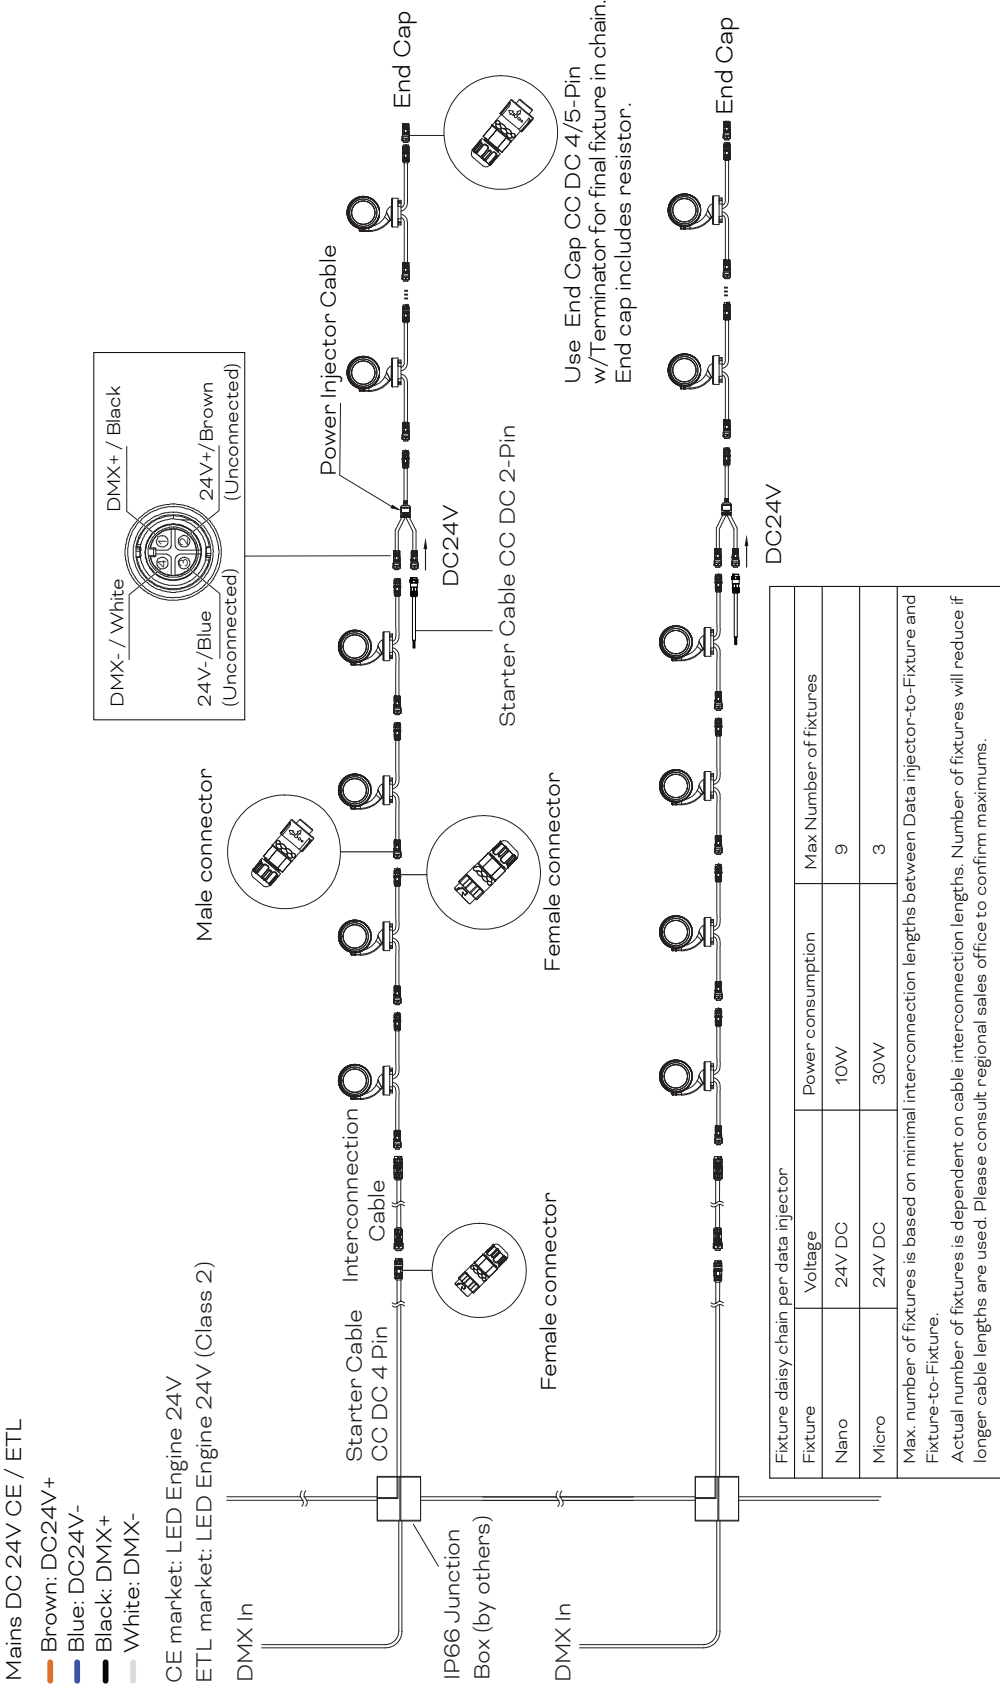 Mains DC 24V CE / ETL
Brown: DC24V+
Blue: DC24V-
Black: DMX+
White: DMX-
CE market: LED Engine 24V
ETL market: LED Engine 24V (Class 2)
DMX In
IP66 Junction
Box (by others)
Starter Cable
CC DC 4 Pin
Interconnection
Cable
Female connector
Male connector
Female connector
DMX- / White
DMX+ / Black
24V-/Blue
(Unconnected)
24V+/Brown
(Unconnected)
4
1
3
2
Power Injector Cable
DC24V
Starter Cable CC DC 2-Pin
End Cap
Use End Cap CC DC 4/5-Pin
w/Terminator for final fixture in chain.
End cap includes resistor.
DMX In
DC24V
End Cap
Fixture daisy chain per data injector
Fixture Voltage Power consumption Max Number of fixtures
Nano 24V DC 10W 9
Micro 24V DC 30W 3
Max. number of fixtures is based on minimal interconnection lengths between Data injector-to-Fixture and
Fixture-to-Fixture.
Actual number of fixtures is dependent on cable interconnection lengths. Number of fixtures will reduce if
longer cable lengths are used. Please consult regional sales office to confirm maximums.